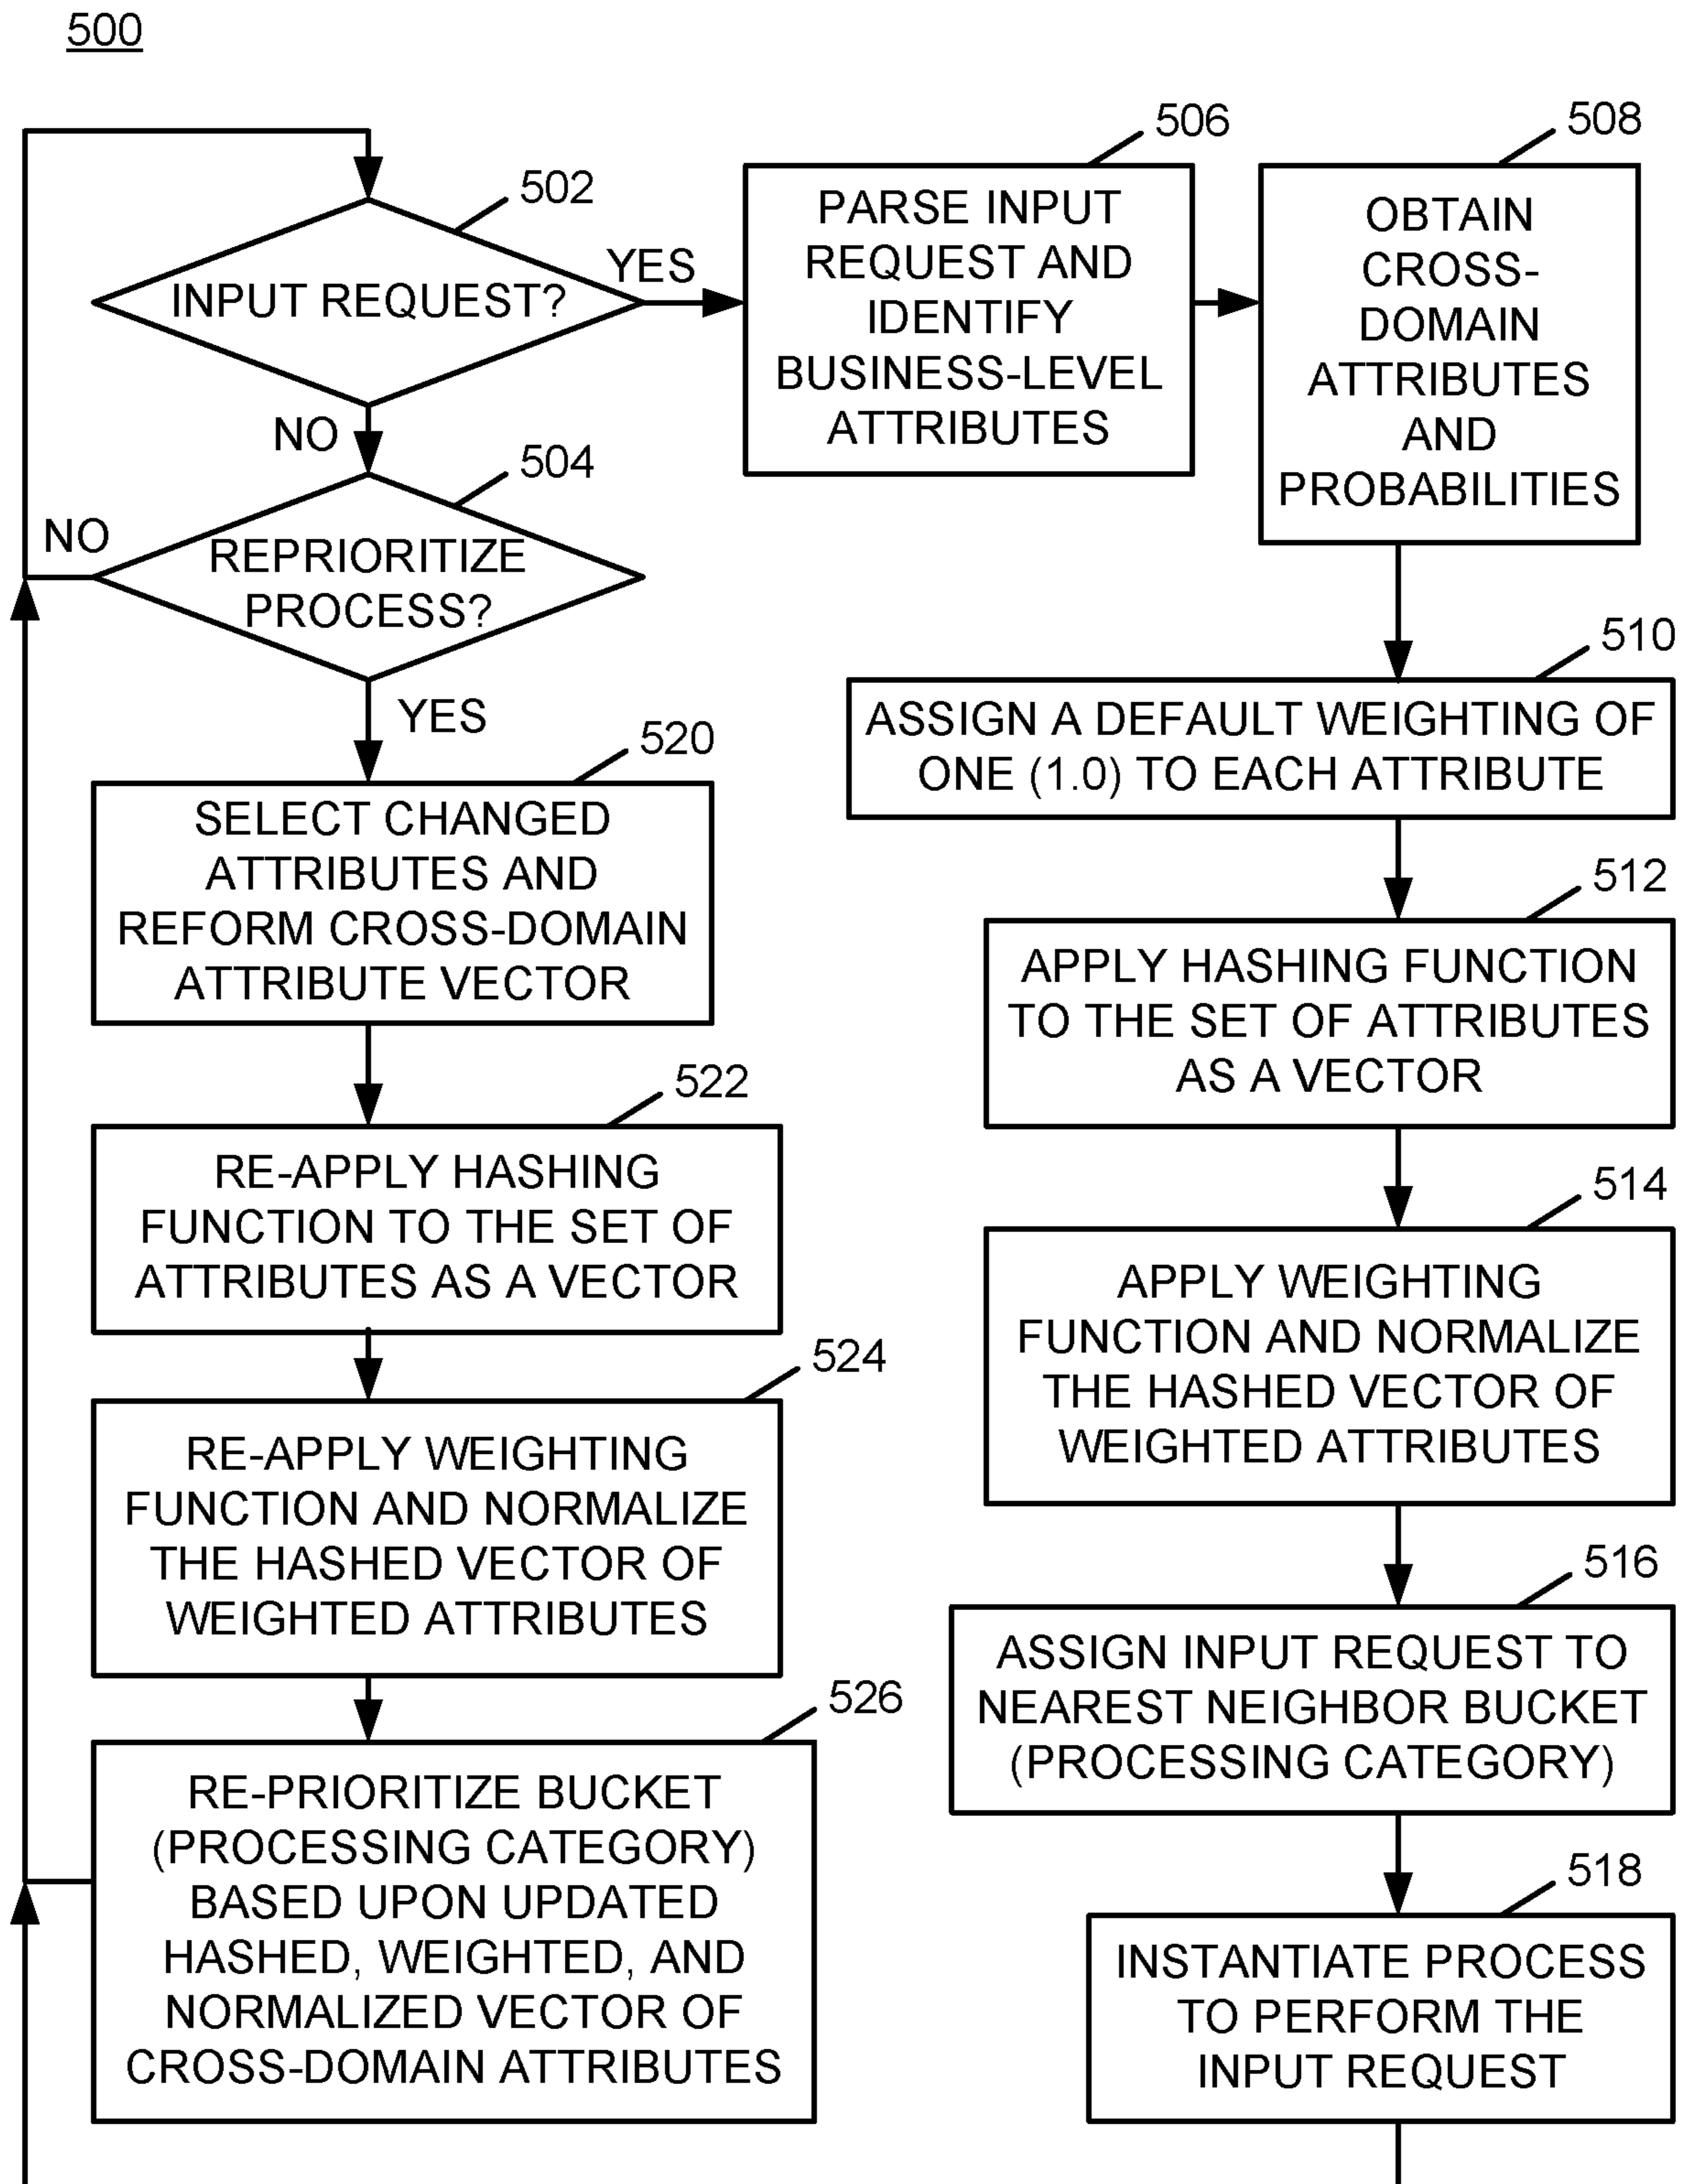 500
502
INPUT REQUEST?
YES
NO
504
REPRIORITIZE
PROCESS?
NO
YES
506
PARSE INPUT
REQUEST AND
IDENTIFY
BUSINESS-LEVEL
ATTRIBUTES
508
OBTAIN
CROSS-
DOMAIN
ATTRIBUTES
AND
PROBABILITIES
510
ASSIGN A DEFAULT WEIGHTING OF
ONE (1.0) TO EACH ATTRIBUTE
512
APPLY HASHING FUNCTION
TO THE SET OF ATTRIBUTES
AS A VECTOR
514
APPLY WEIGHTING
FUNCTION AND NORMALIZE
THE HASHED VECTOR OF
WEIGHTED ATTRIBUTES
516
ASSIGN INPUT REQUEST TO
NEAREST NEIGHBOR BUCKET
(PROCESSING CATEGORY)
518
INSTANTIATE PROCESS
TO PERFORM THE
INPUT REQUEST
520
SELECT CHANGED
ATTRIBUTES AND
REFORM CROSS-DOMAIN
ATTRIBUTE VECTOR
522
RE-APPLY HASHING
FUNCTION TO THE SET OF
ATTRIBUTES AS A VECTOR
524
RE-APPLY WEIGHTING
FUNCTION AND NORMALIZE
THE HASHED VECTOR OF
WEIGHTED ATTRIBUTES
526
RE-PRIORITIZE BUCKET
(PROCESSING CATEGORY)
BASED UPON UPDATED
HASHED, WEIGHTED, AND
NORMALIZED VECTOR OF
CROSS-DOMAIN ATTRIBUTES